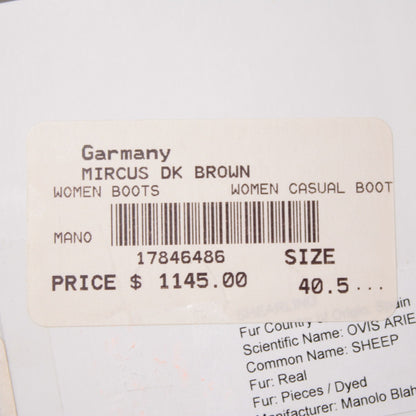 Garmany
MIRCUS DK BROWN
WOMEN BOOTS WOMEN CASUAL BOOT
MANO
17846486 SIZE
PRICE $ 1145.00 40.5...
Fur Country
Scientific Name: OVIS ARIE
Common Name: SHEEP
Fur: Real
Fur: Pieces / Dyed
Manufacturer: Manolo Blah